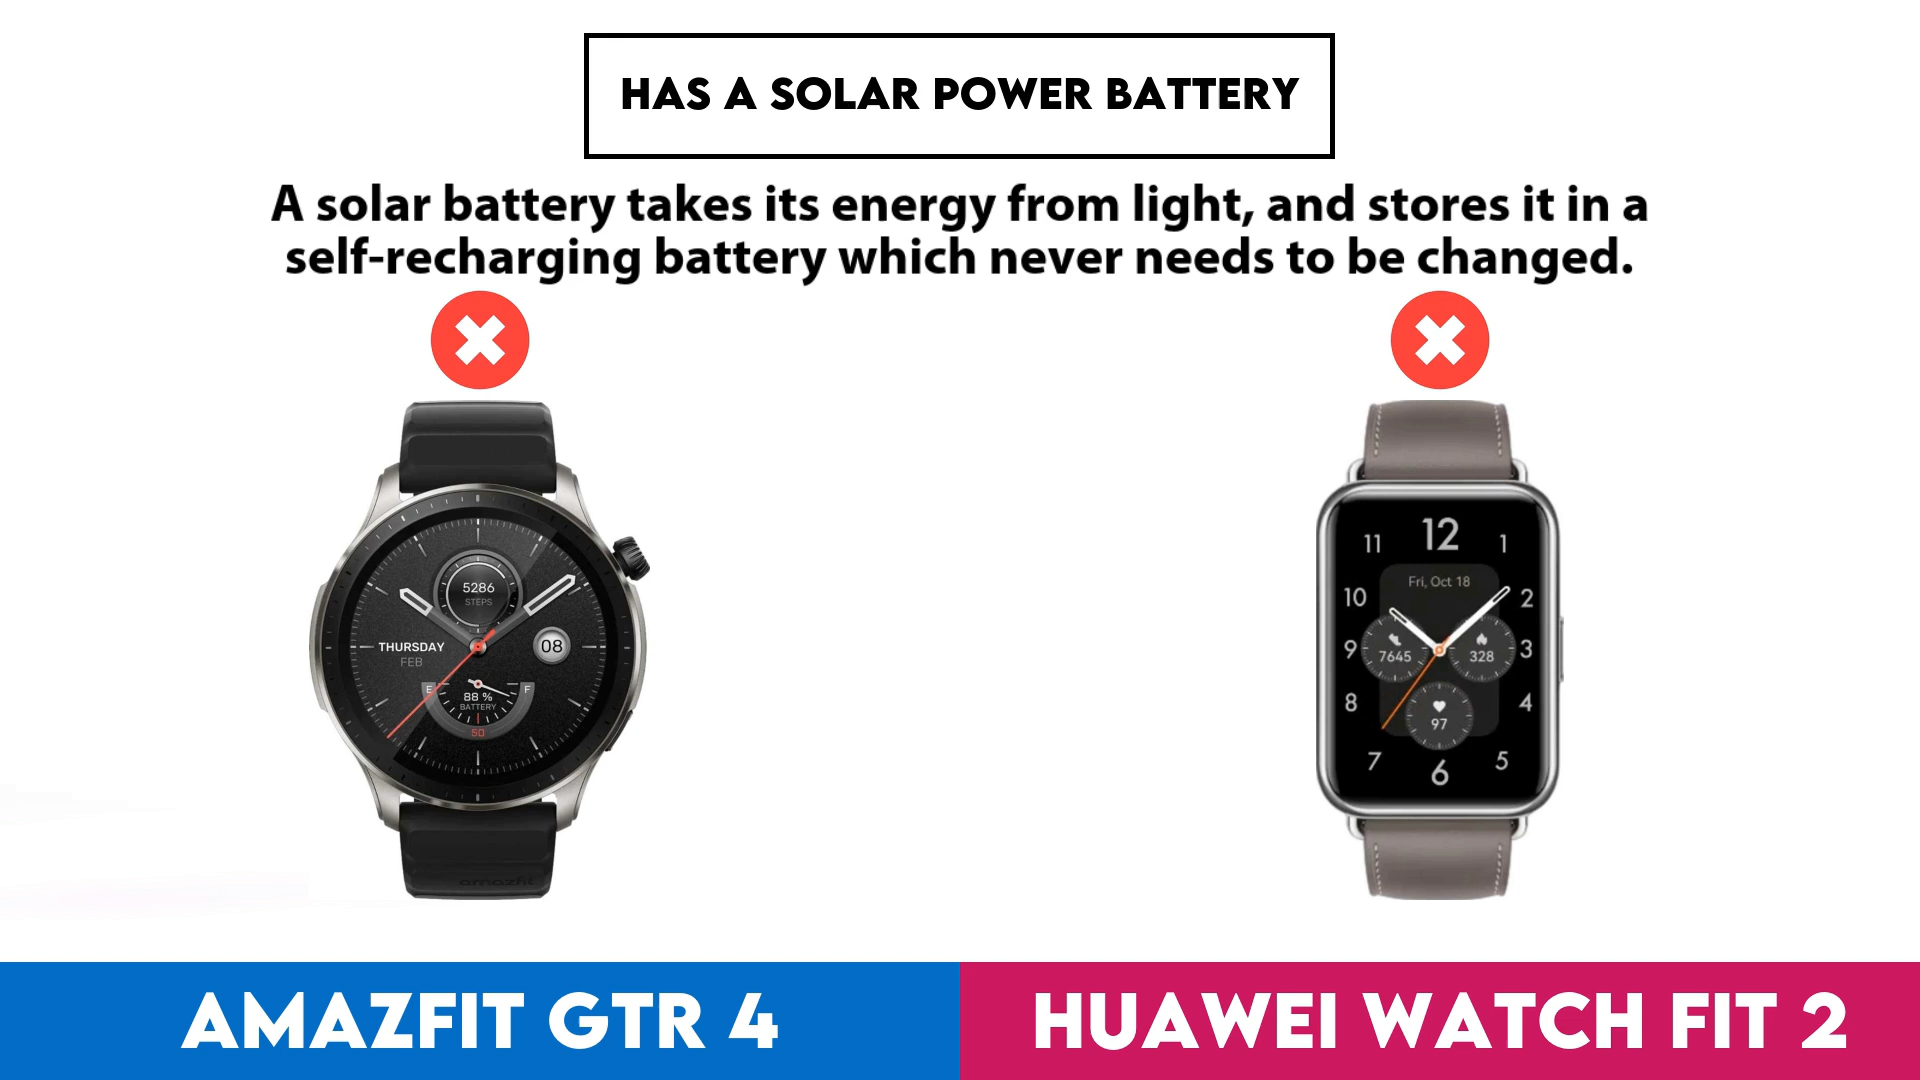 HAS A SOLAR POWER BATTERY
A solar battery takes its energy from light, and stores it in a
self-recharging battery which never needs to be changed.
5286
STEPS
THURSDAY
FEB
08
E
F
88 %
BATTERY
50
amazfit
12
11
1
Fri, Oct 18
10
2
9
7645
328
3
8
4
97
7
5
6
AMAZFIT GTR 4
HUAWEI WATCH FIT 2